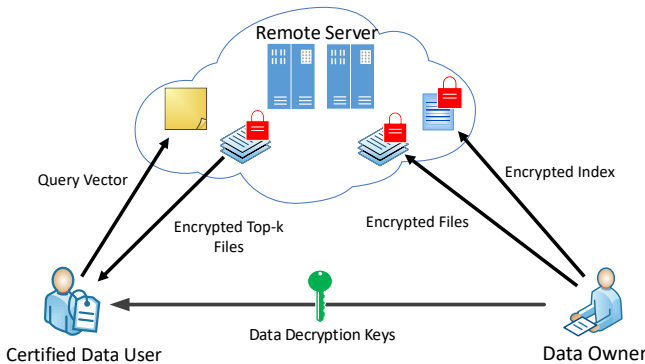 Remote Server
Query Vector
Encrypted Index
Encrypted Top-k
Files
Encrypted Files
Data Decryption Keys
Certified Data User
Data Owner